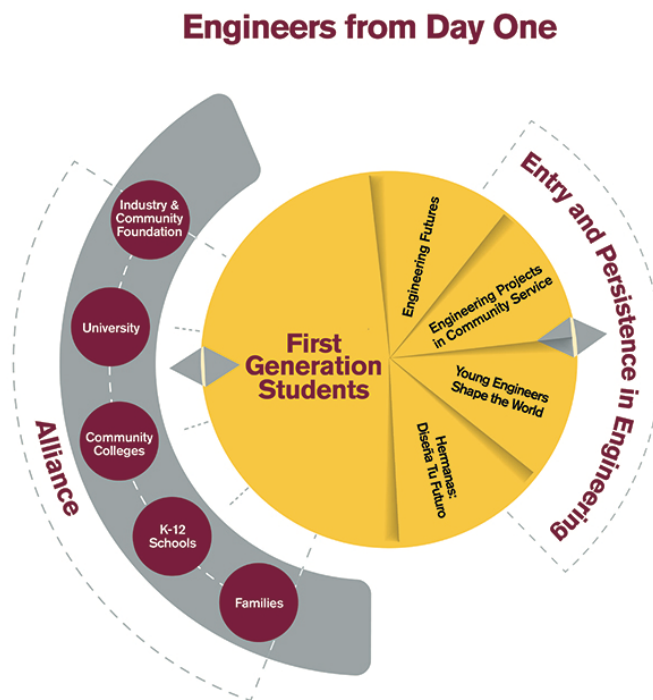 Engineers from Day One
Industry &
Community
Foundation
University
Community
Colleges
K-12
Schools
Families
Alliance
First
Generation
Students
Engineering Futures
Engineering Projects
in Community Service
Young Engineers
Shape the World
Hermanas:
Diseña Tu Futuro
Entry and Persistence in Engineering